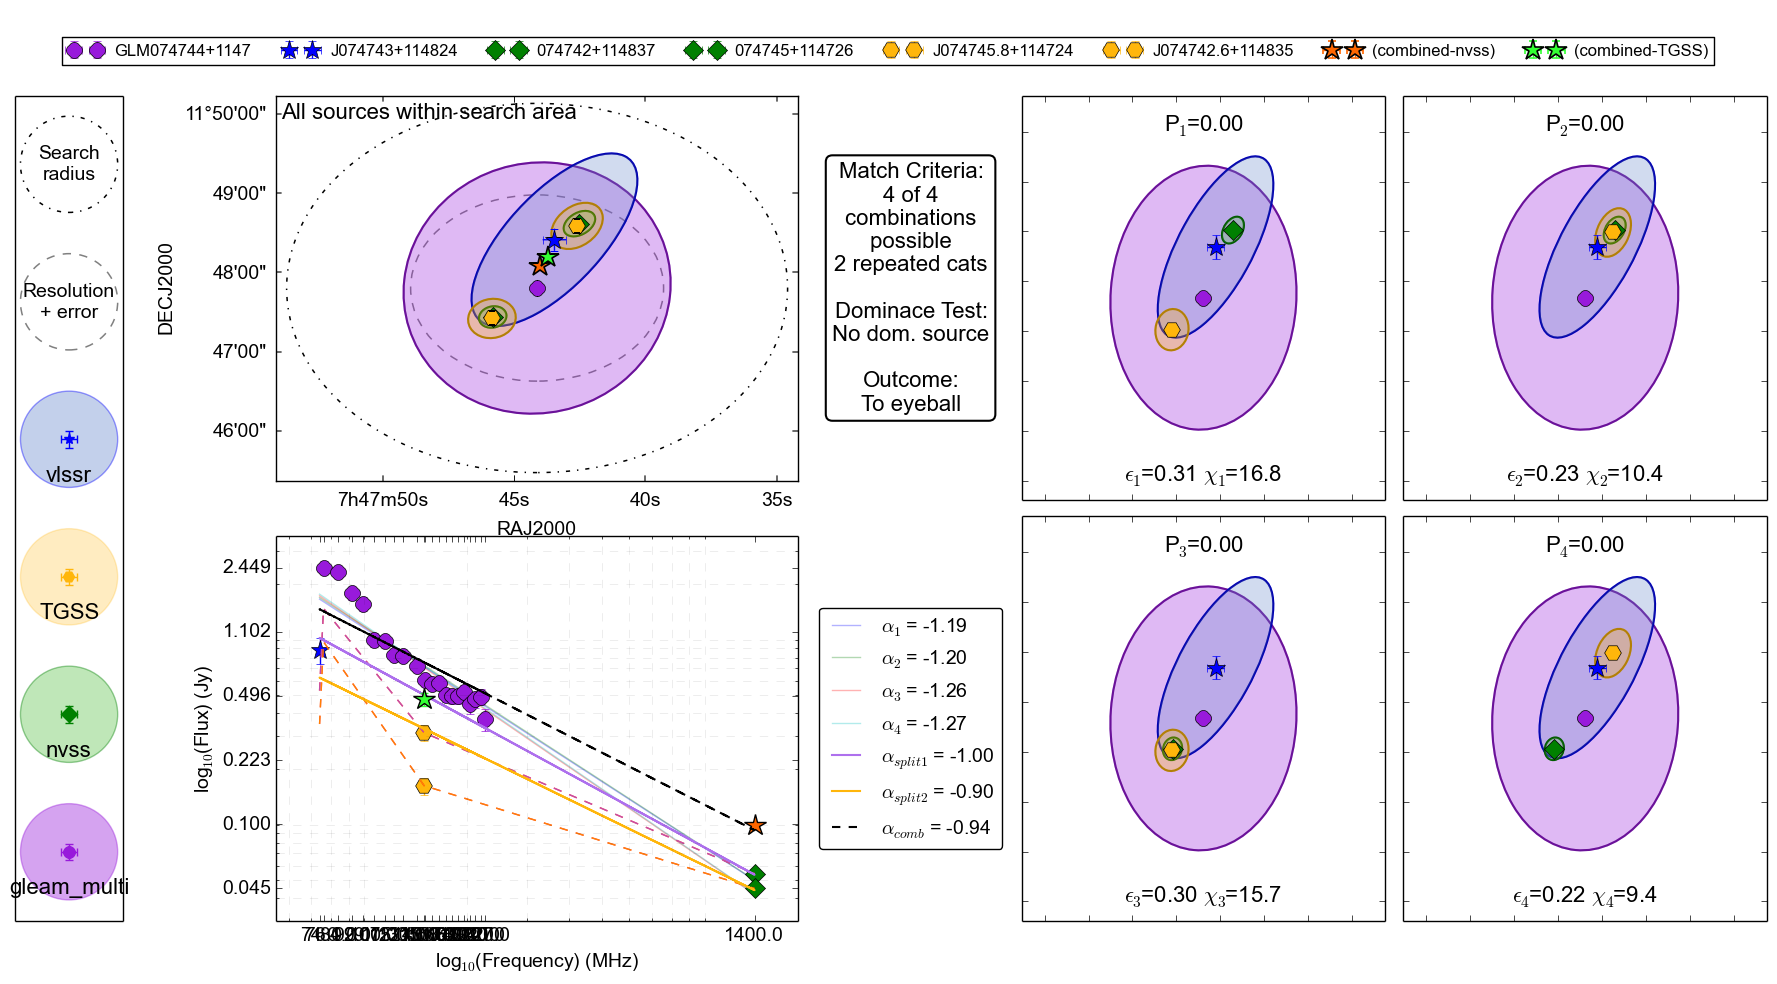 GLM074744+1147 J074743+114824 074742+114837 074745+114726 J074745.8+114724 J074742.6+114835 (combined-nvss) (combined-TGSS)
Search
radius
Resolution
+ error
vlssr
TGSS
nvss
gleam_multi
All sources within search area
DECJ2000
11°50'00"
49'00"
48'00"
47'00"
46'00"
7h47m50s 45s 40s 35s
RAJ2000
Match Criteria:
4 of 4
combinations
possible
2 repeated cats
Dominace Test:
No dom. source
Outcome:
To eyeball
P1=0.00
ϵ1=0.31 χ1=16.8
P2=0.00
ϵ2=0.23 χ2=10.4
log10(Flux) (Jy)
2.449
1.102
0.496
0.223
0.100
0.045
1400.0
log10(Frequency) (MHz)
α1 = -1.19
α2 = -1.20
α3 = -1.26
α4 = -1.27
αsplit1 = -1.00
αsplit2 = -0.90
αcomb = -0.94
P3=0.00
ϵ3=0.30 χ3=15.7
P4=0.00
ϵ4=0.22 χ4=9.4